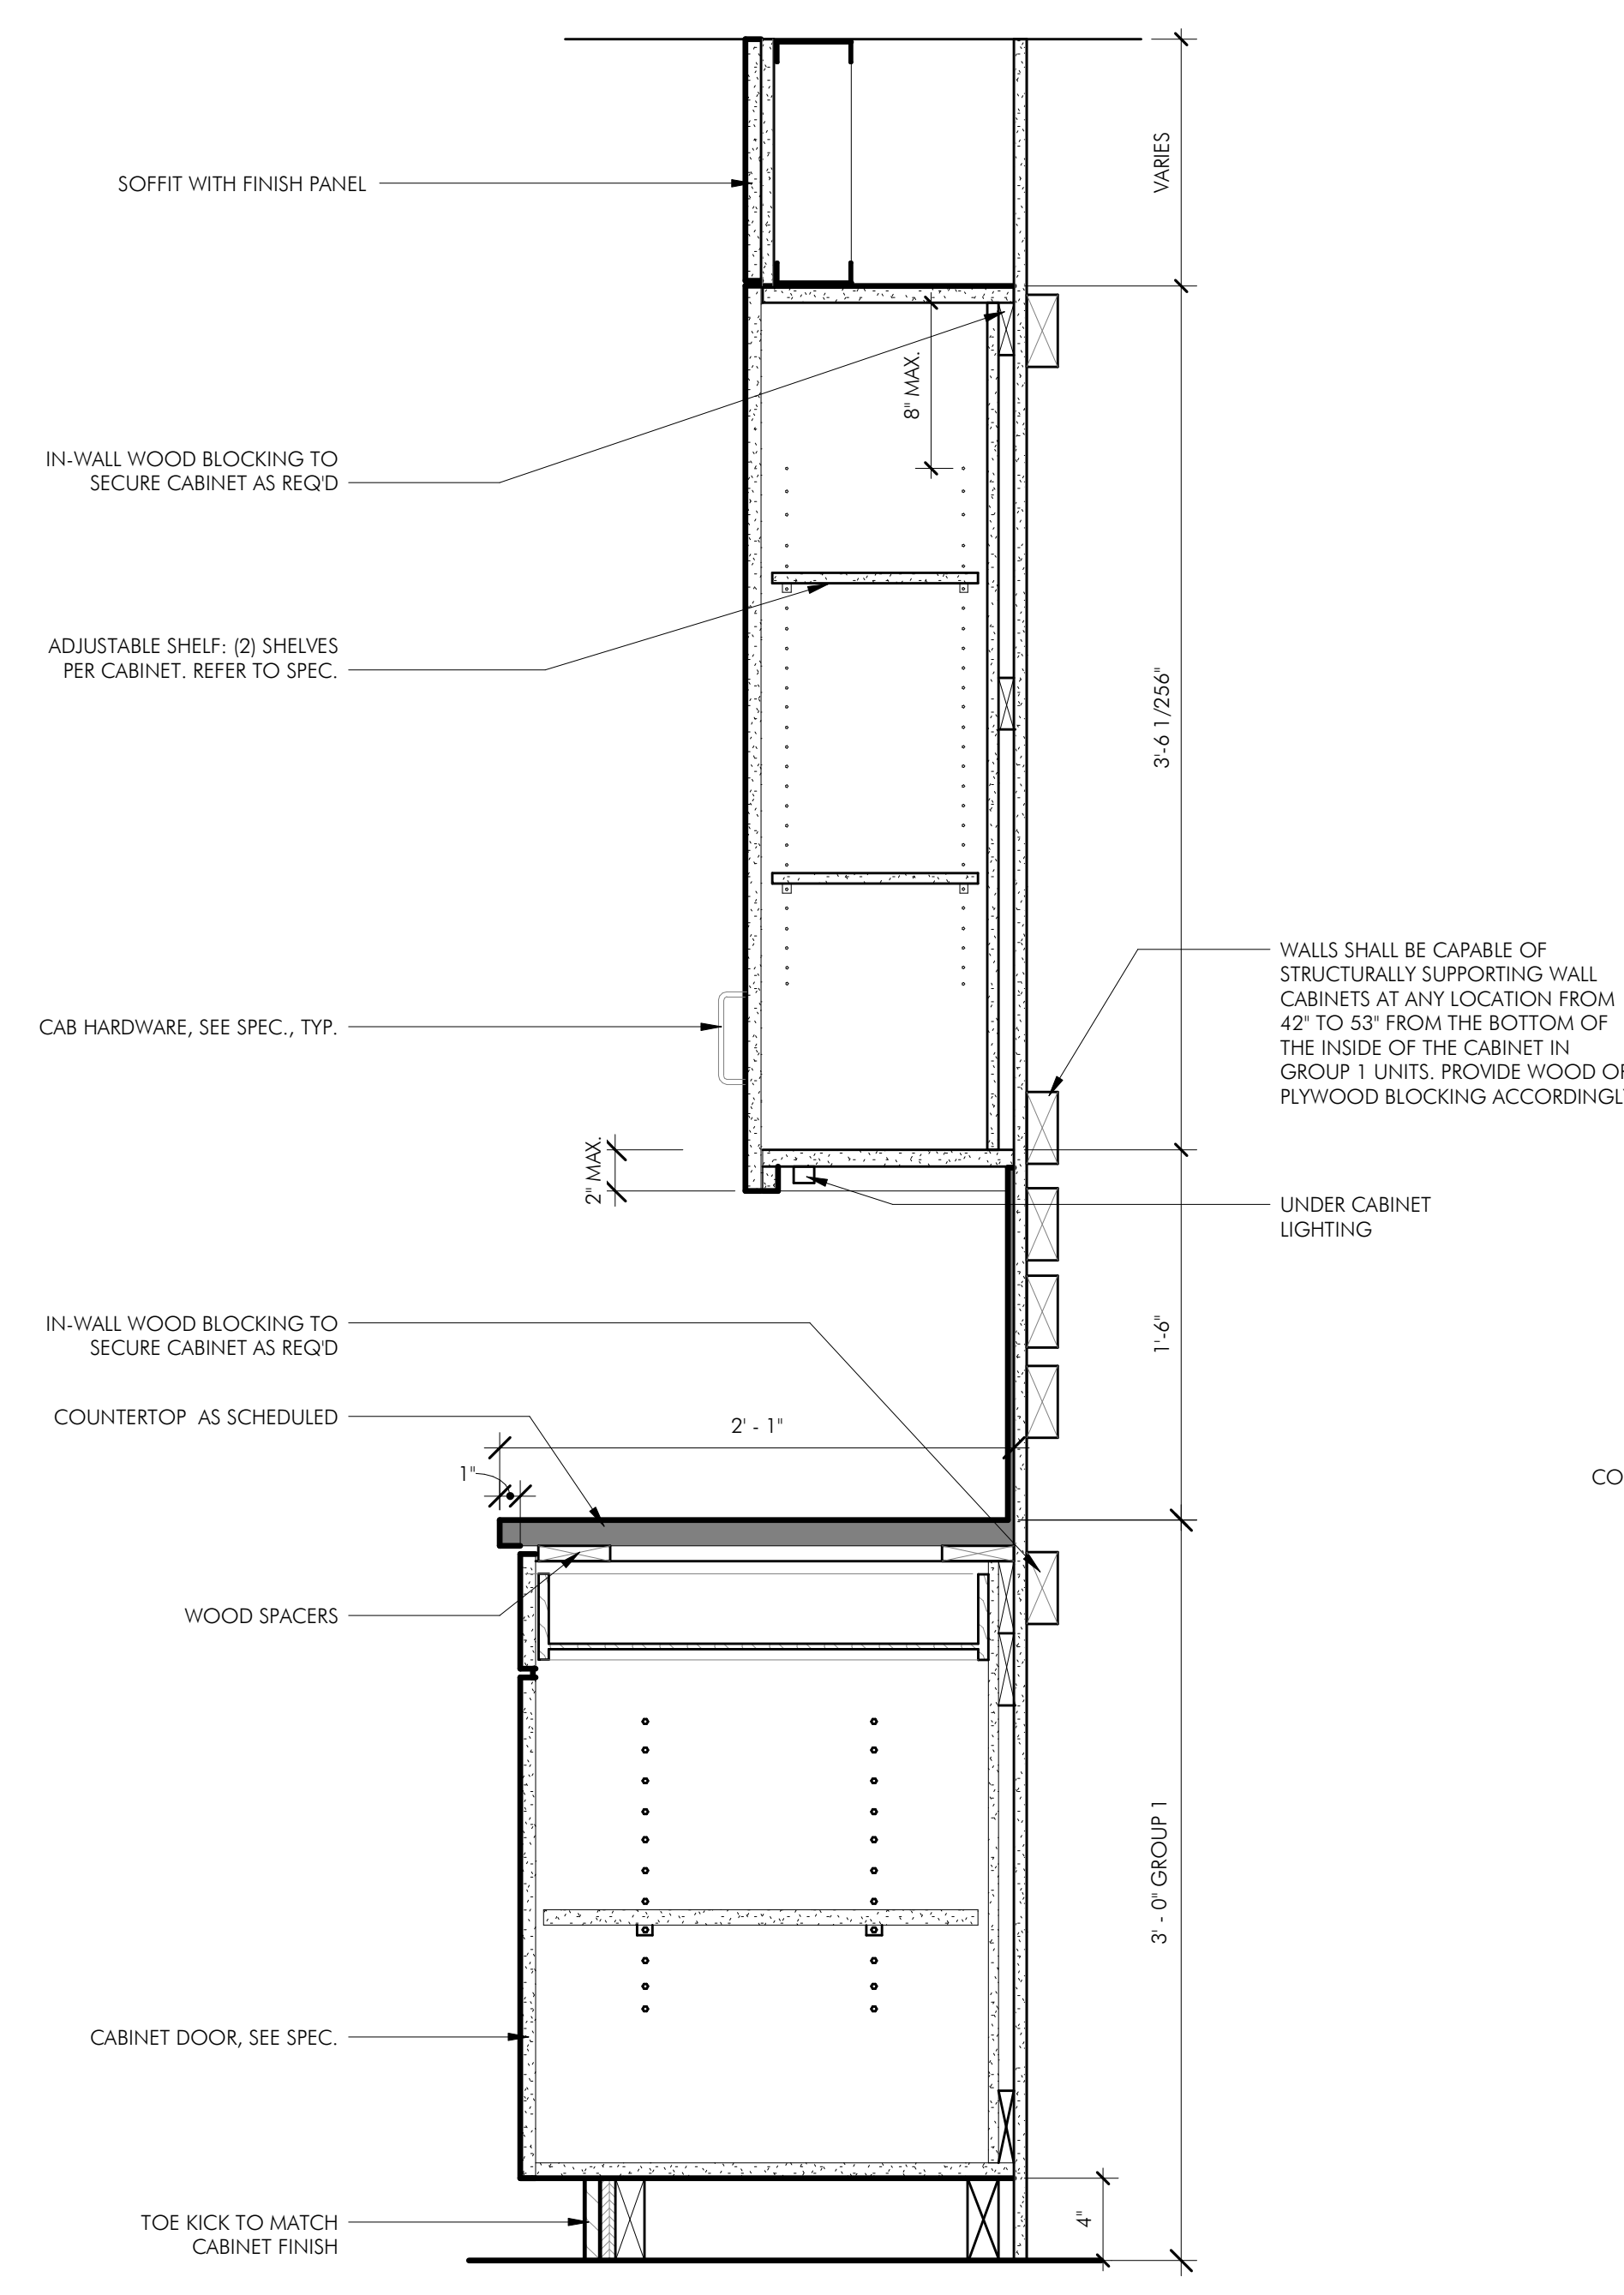 VARIES
SOFFIT WITH FINISH PANEL
8" MAX.
IN-WALL WOOD BLOCKING TO
SECURE CABINET AS REQ'D
ADJUSTABLE SHELF: (2) SHELVES
PER CABINET. REFER TO SPEC.
3'-6 1/256"
WALLS SHALL BE CAPABLE OF
STRUCTURALLY SUPPORTING WALL
CABINETS AT ANY LOCATION FROM
42" TO 53" FROM THE BOTTOM OF
THE INSIDE OF THE CABINET IN
GROUP 1 UNITS. PROVIDE WOOD
PLYWOOD BLOCKING
CAB HARDWARE, SEE SPEC., TYP.
2" MAX.
UNDER CABINET
LIGHTING
IN-WALL WOOD BLOCKING TO
SECURE CABINET AS REQ'D
1'-6"
COUNTERTOP AS SCHEDULED
2' - 1"
1"
CO
WOOD SPACERS
3' - 0" GROUP 1
CABINET DOOR, SEE SPEC.
4"
TOE KICK TO MATCH
CABINET FINISH